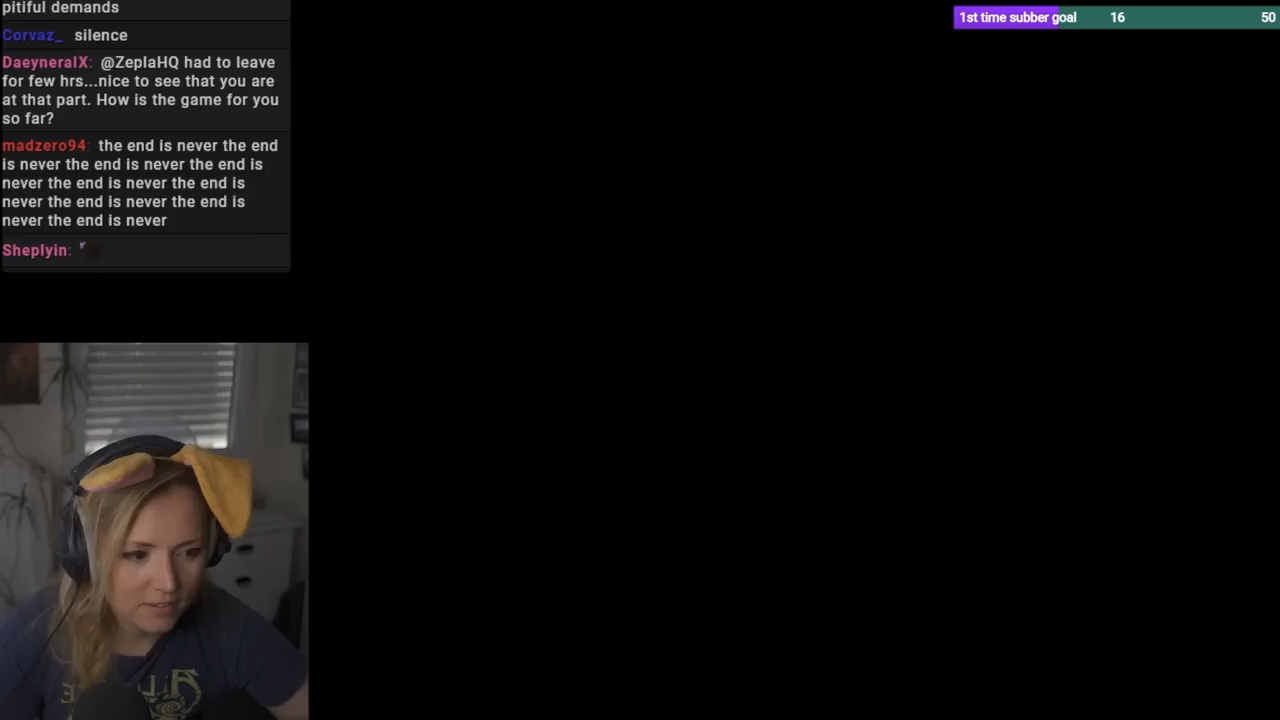 pitiful demands
Corvaz_ silence
DaeyneralX: @ZeplaHQ had to leave
for few hrs...nice to see that you are
at that part. How is the game for you
so far?
madzero94: the end is never the end
is never the end is never the end is
never the end is never the end is
never the end is never the end is
never the end is never
Sheplyin:
1st time subber goal 16 50